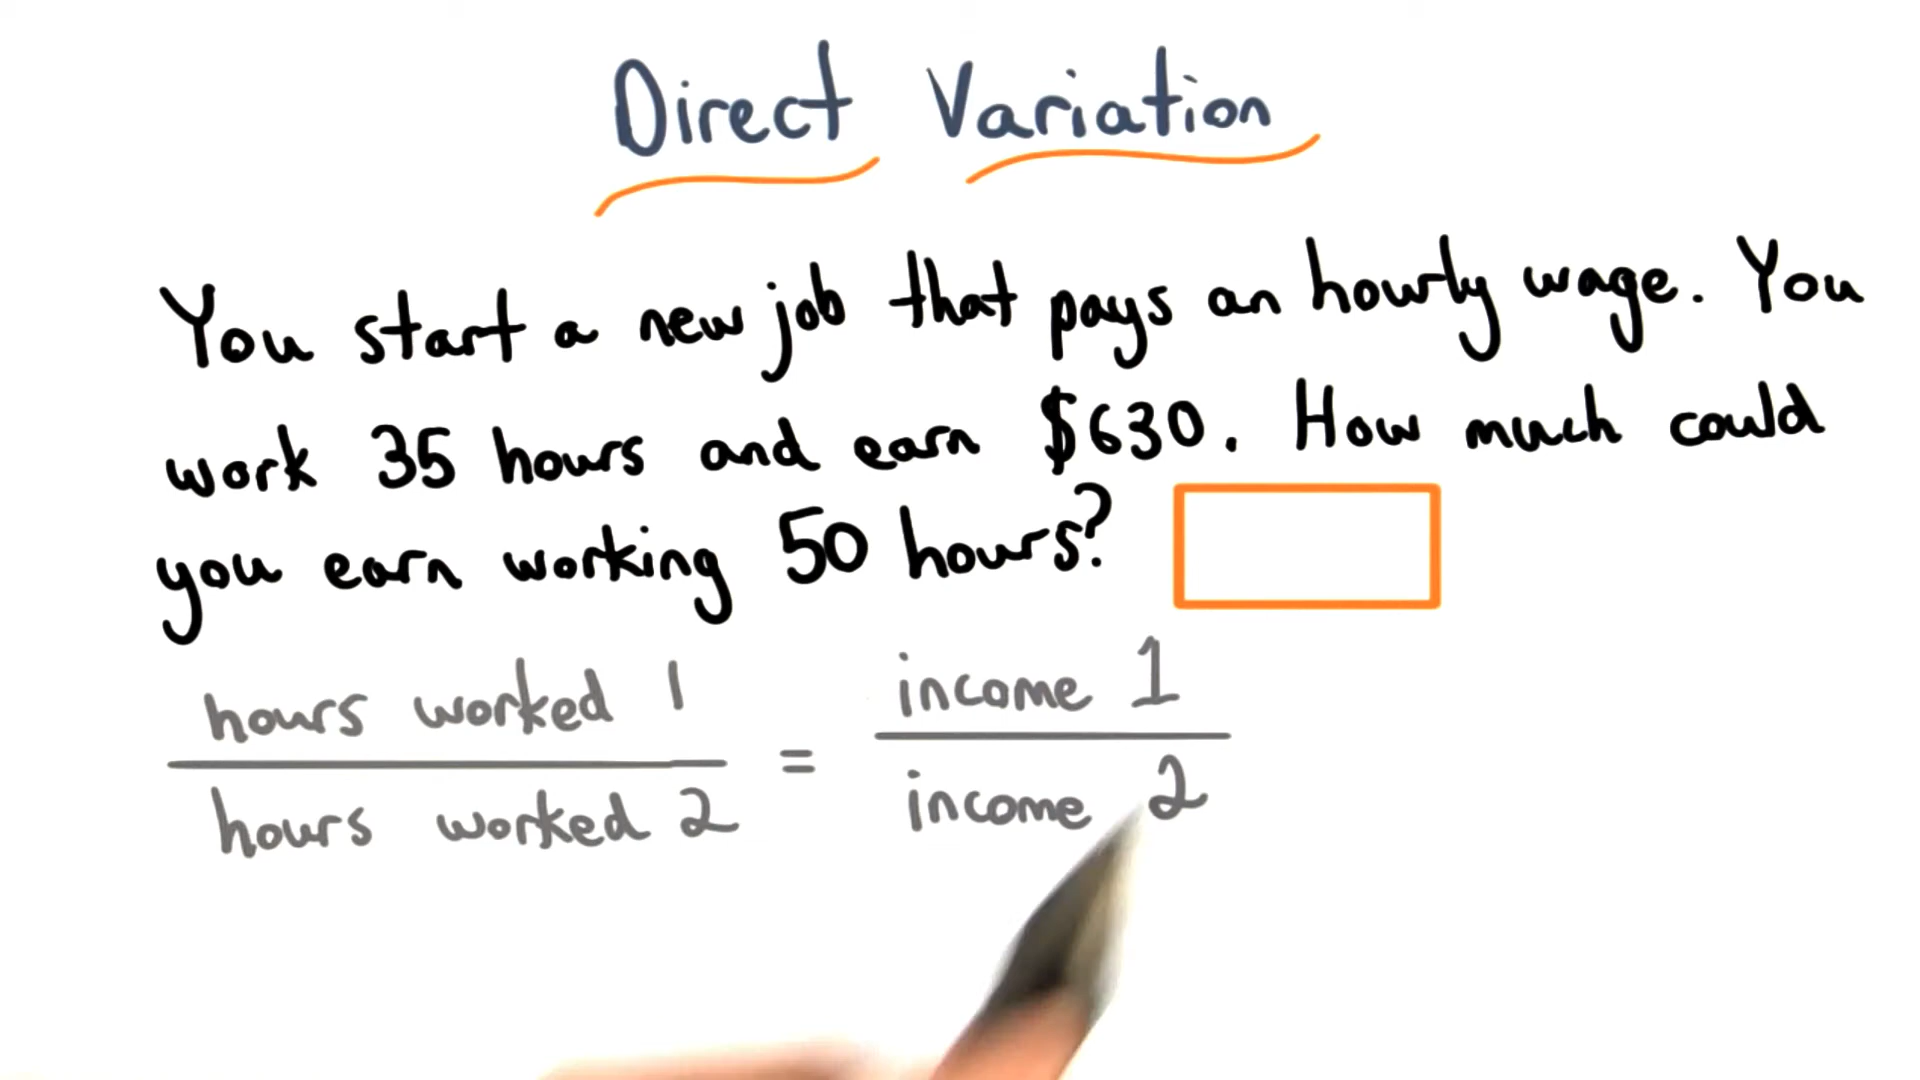 Direct Variation
You start a new job that pays an hourly wage. You
work 35 hours and earn $630. How much could
you earn working 50 hours?
hours worked 1
hours worked 2
=
income 1
income 2